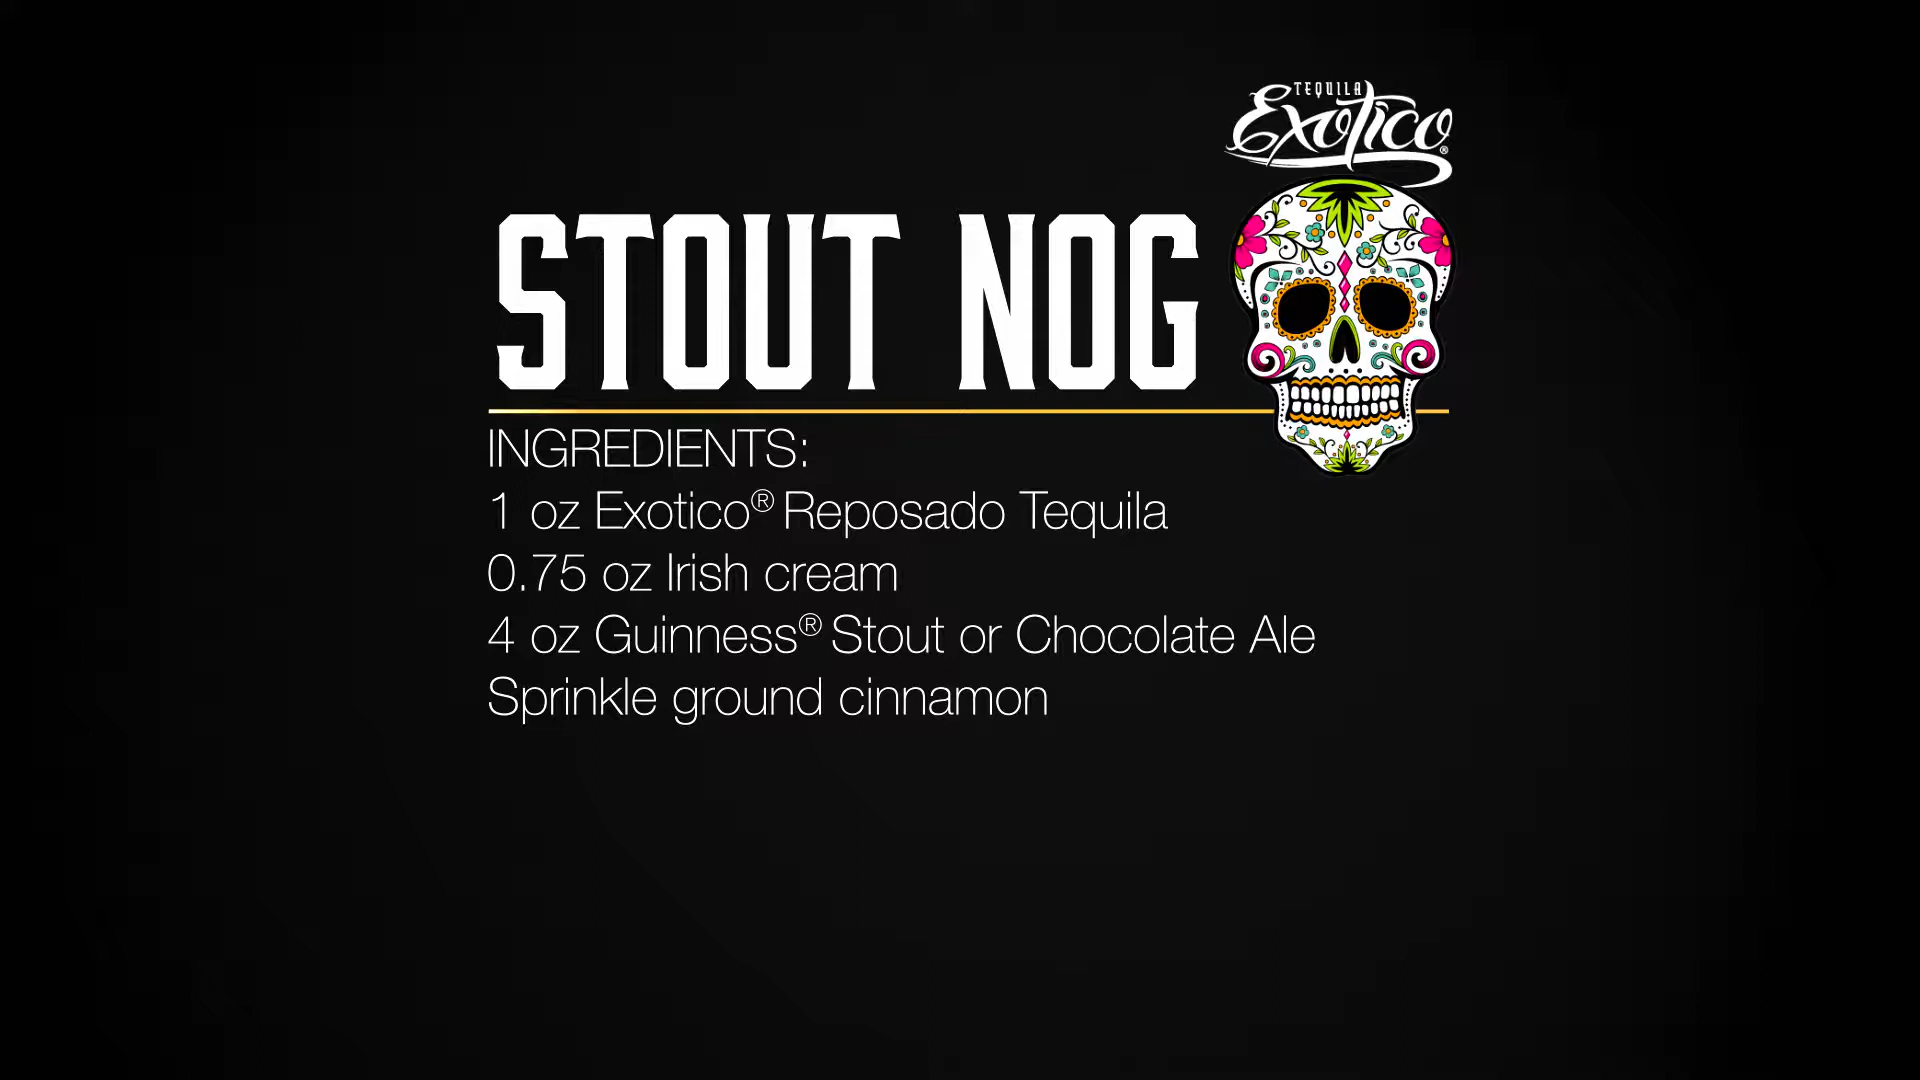 TEQUILA
Exotico®
STOUT NOG
INGREDIENTS:
1 oz Exotico® Reposado Tequila
0.75 oz Irish cream
4 oz Guinness® Stout or Chocolate Ale
Sprinkle ground cinnamon